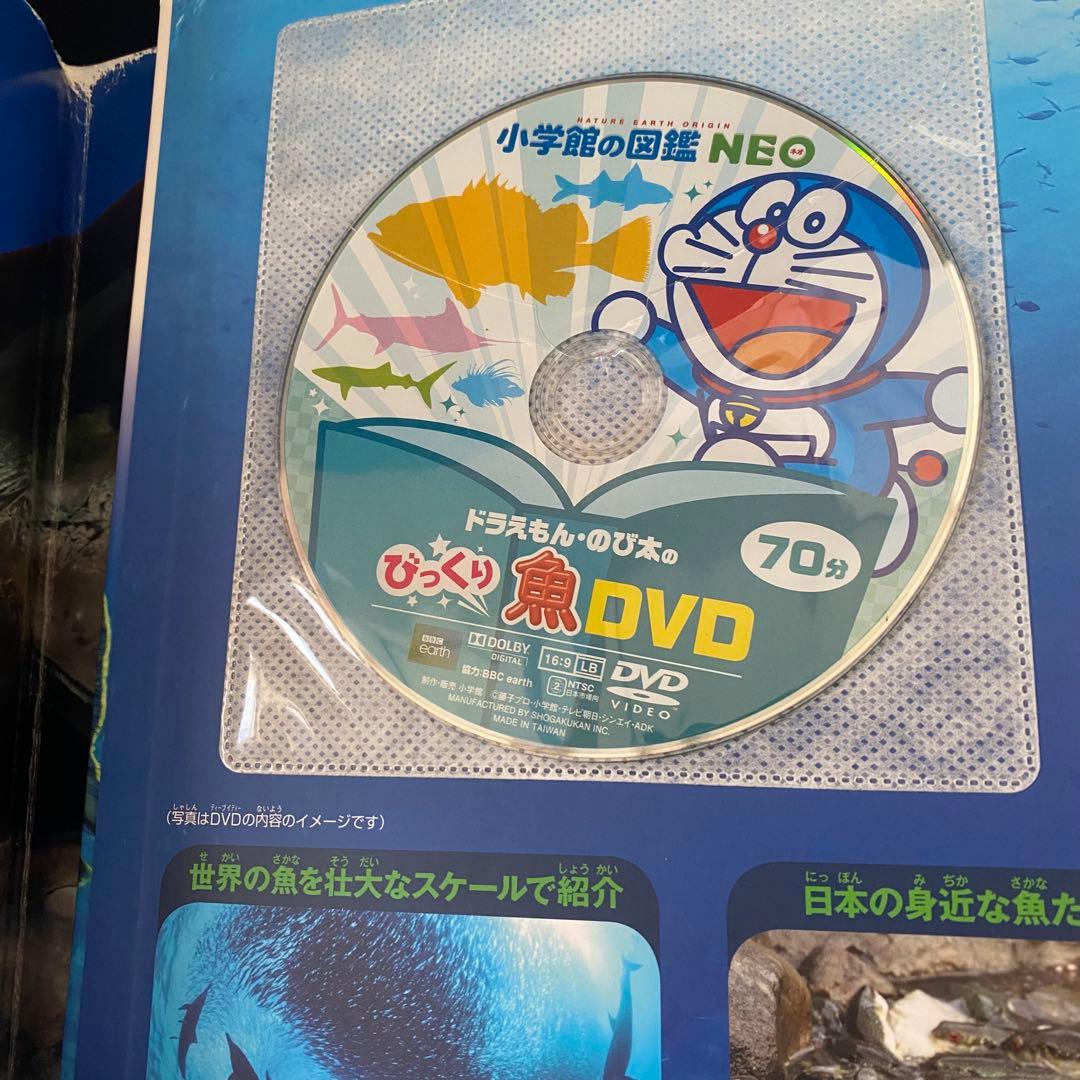 NATURE EARTH ORIGIN
小学館の図鑑 NEO
ネオ
ドラえもん・のび太の
びっくり
魚 DVD
70分
BBC
earth
DOLBY
DIGITAL
16:9 LB
2 NTSC
日本市場向
DVD
VIDEO
TM
協力:BBC earth
制作・販売 小学館 ©藤子プロ・小学館・テレビ朝日・シンエイ・ADK
MANUFACTURED BY SHOGAKUKAN INC.
MADE IN TAIWAN
しゃしん ディーブイディー ないよう
(写真はDVDの内容のイメージです)
せかい さかな そうだい しょうかい
世界の魚を壮大なスケールで紹介
にっぽん みぢか さかな
日本の身近な魚た